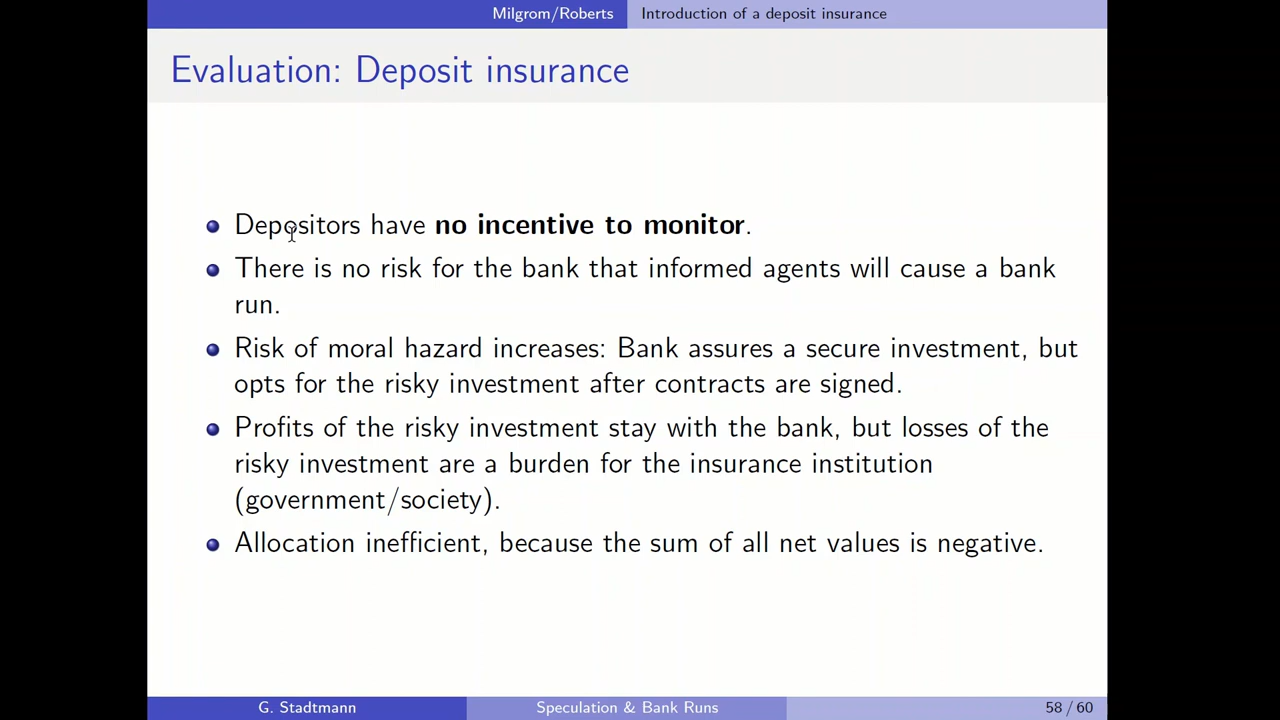 Milgrom/Roberts Introduction of a deposit insurance
Evaluation: Deposit insurance
Depositors have no incentive to monitor.
There is no risk for the bank that informed agents will cause a bank
run.
Risk of moral hazard increases: Bank assures a secure investment, but
opts for the risky investment after contracts are signed.
Profits of the risky investment stay with the bank, but losses of the
risky investment are a burden for the insurance institution
(government/society).
Allocation inefficient, because the sum of all net values is negative.
G. Stadtmann Speculation & Bank Runs 58 / 60